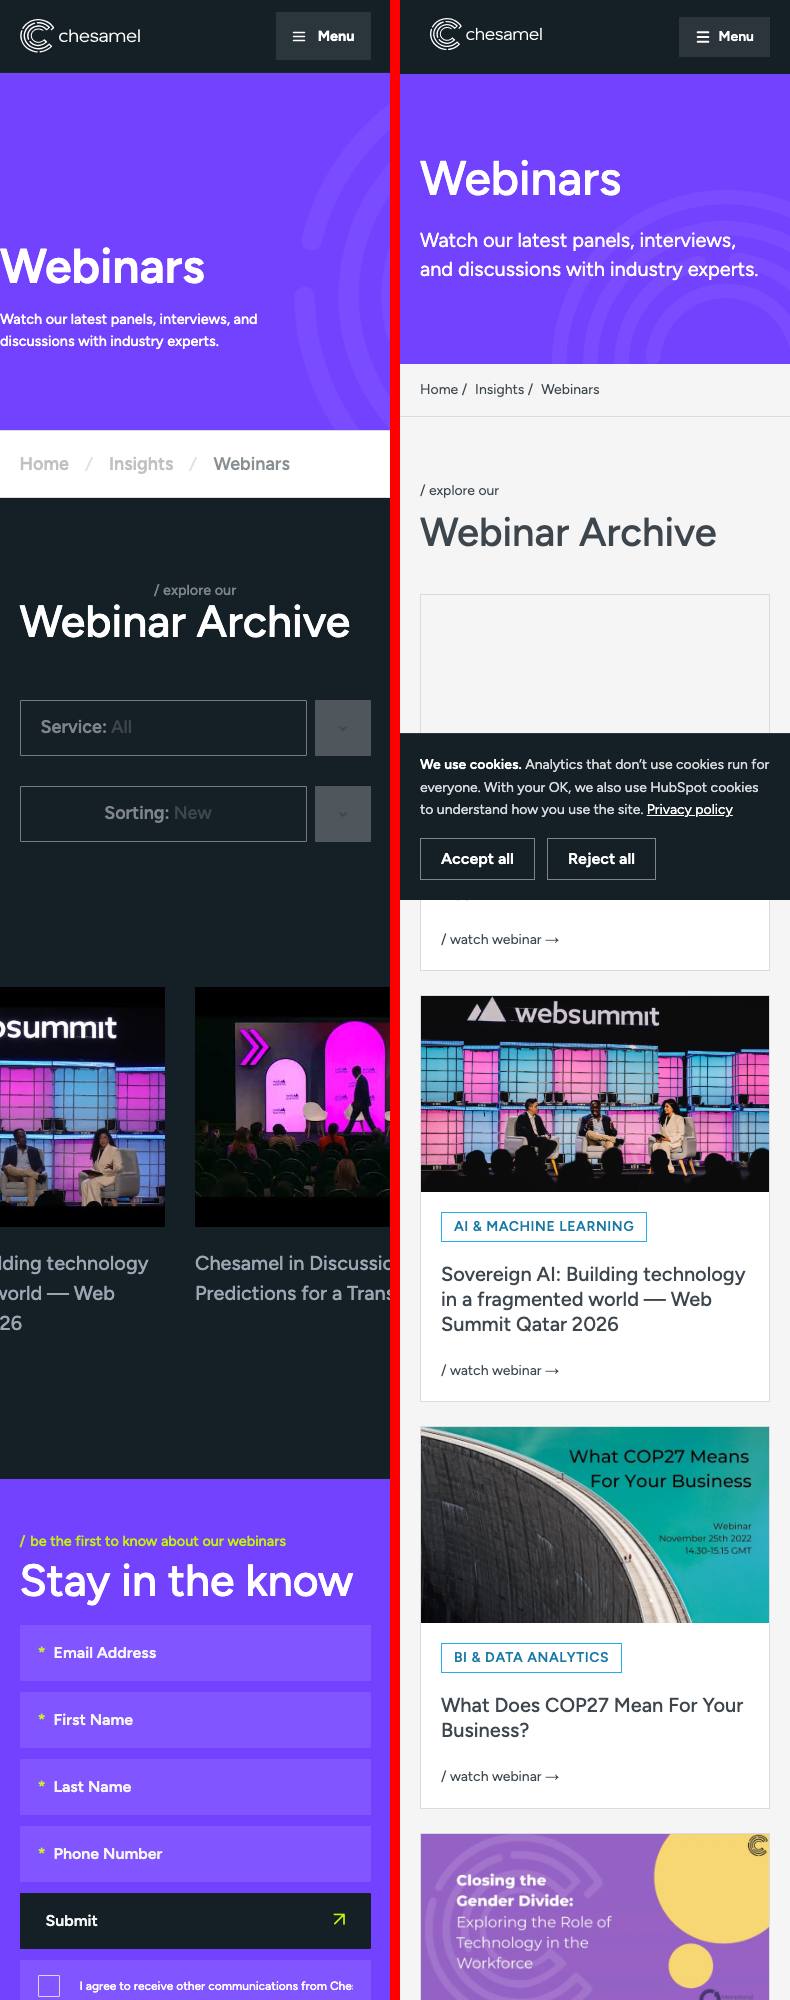 chesamel
Menu
Webinars
Watch our latest panels, interviews, and
discussions with industry experts.
Home / Insights / Webinars
/ explore our
Webinar Archive
Service: All
Sorting: New
osummit
lding technology
world — Web
26
Chesamel in Discussio
Predictions for a Trans
/ be the first to know about our webinars
Stay in the know
* Email Address
* First Name
* Last Name
* Phone Number
Submit
I agree to receive other communications from Ches
chesamel
Menu
Webinars
Watch our latest panels, interviews,
and discussions with industry experts.
Home / Insights / Webinars
/ explore our
Webinar Archive
We use cookies. Analytics that don’t use cookies run for
everyone. With your OK, we also use HubSpot cookies
to understand how you use the site. Privacy policy
Accept all
Reject all
/ watch webinar →
websummit
AI & MACHINE LEARNING
Sovereign AI: Building technology
in a fragmented world — Web
Summit Qatar 2026
/ watch webinar →
What COP27 Means
For Your Business
Webinar
November 25th 2022
14.30-15.15 GMT
BI & DATA ANALYTICS
What Does COP27 Mean For Your
Business?
/ watch webinar →
Closing the
Gender Divide:
Exploring the Role of
Technology in the
Workforce